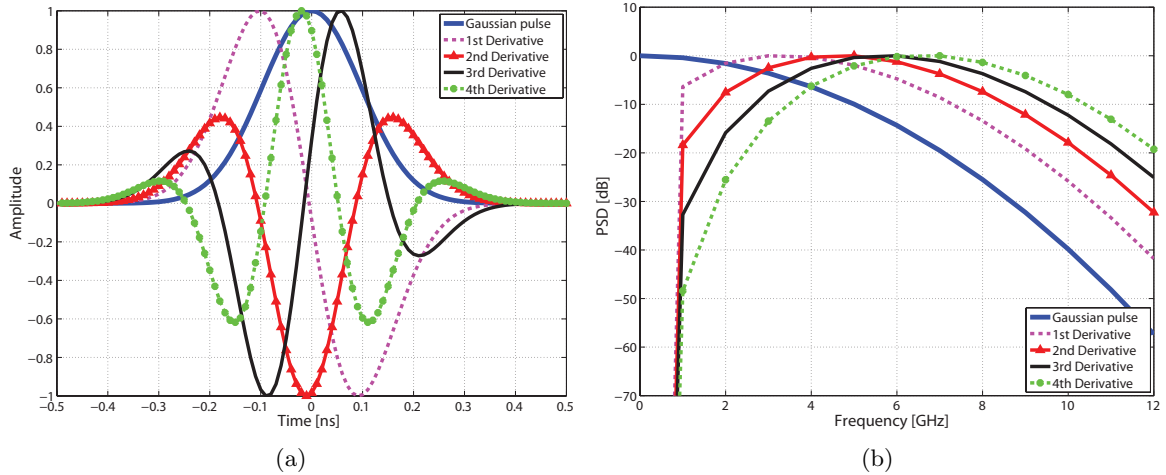 1
0.8
0.6
0.4
0.2
0
−0.2
−0.4
−0.6
−0.8
−1
Amplitude
−0.5 −0.4 −0.3 −0.2 −0.1 0 0.1 0.2 0.3 0.4 0.5
Time [ns]
Gaussian pulse
1st Derivative
2nd Derivative
3rd Derivative
4th Derivative
(a)
10
0
−10
−20
−30
−40
−50
−60
−70
PSD [dB]
0 2 4 6 8 10 12
Frequency [GHz]
Gaussian pulse
1st Derivative
2nd Derivative
3rd Derivative
4th Derivative
(b)